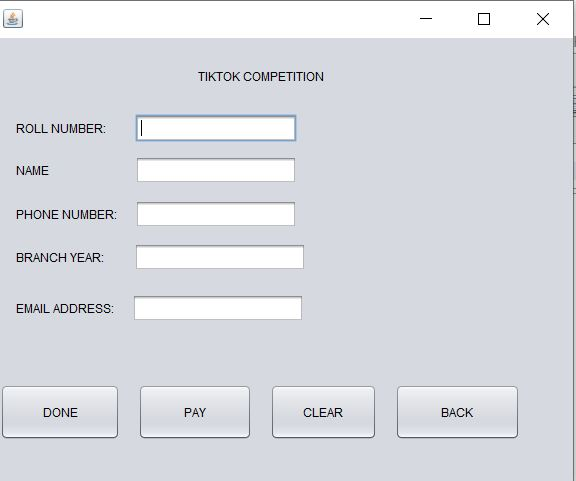 TIKTOK COMPETITION
ROLL NUMBER:
NAME
PHONE NUMBER:
BRANCH YEAR:
EMAIL ADDRESS:
DONE PAY CLEAR BACK